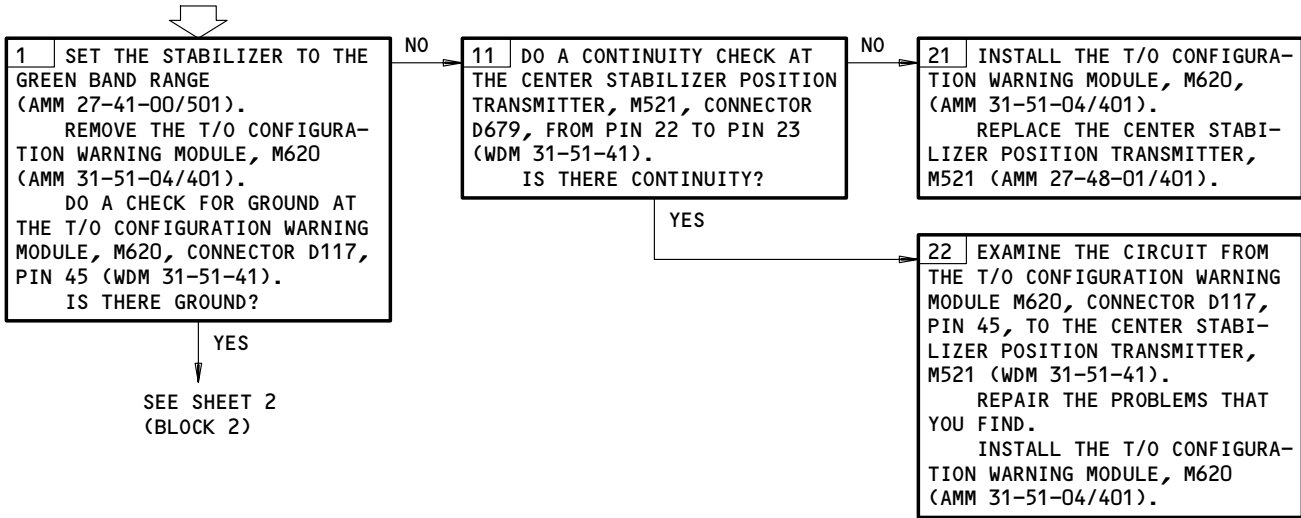 1 SET THE STABILIZER TO THE
GREEN BAND RANGE
(AMM 27-41-00/501).
REMOVE THE T/O CONFIGURA-
TION WARNING MODULE, M620
(AMM 31-51-04/401).
DO A CHECK FOR GROUND AT
THE T/O CONFIGURATION WARNING
MODULE, M620, CONNECTOR D117,
PIN 45 (WDM 31-51-41).
IS THERE GROUND?
NO
YES
SEE SHEET 2
(BLOCK 2)
11 DO A CONTINUITY CHECK AT
THE CENTER STABILIZER POSITION
TRANSMITTER, M521, CONNECTOR
D679, FROM PIN 22 TO PIN 23
(WDM 31-51-41).
IS THERE CONTINUITY?
NO
YES
21 INSTALL THE T/O CONFIGURA-
TION WARNING MODULE, M620,
(AMM 31-51-04/401).
REPLACE THE CENTER STABI-
LIZER POSITION TRANSMITTER,
M521 (AMM 27-48-01/401).
22 EXAMINE THE CIRCUIT FROM
THE T/O CONFIGURATION WARNING
MODULE M620, CONNECTOR D117,
PIN 45, TO THE CENTER STABI-
LIZER POSITION TRANSMITTER,
M521 (WDM 31-51-41).
REPAIR THE PROBLEMS THAT
YOU FIND.
INSTALL THE T/O CONFIGURA-
TION WARNING MODULE, M620
(AMM 31-51-04/401).